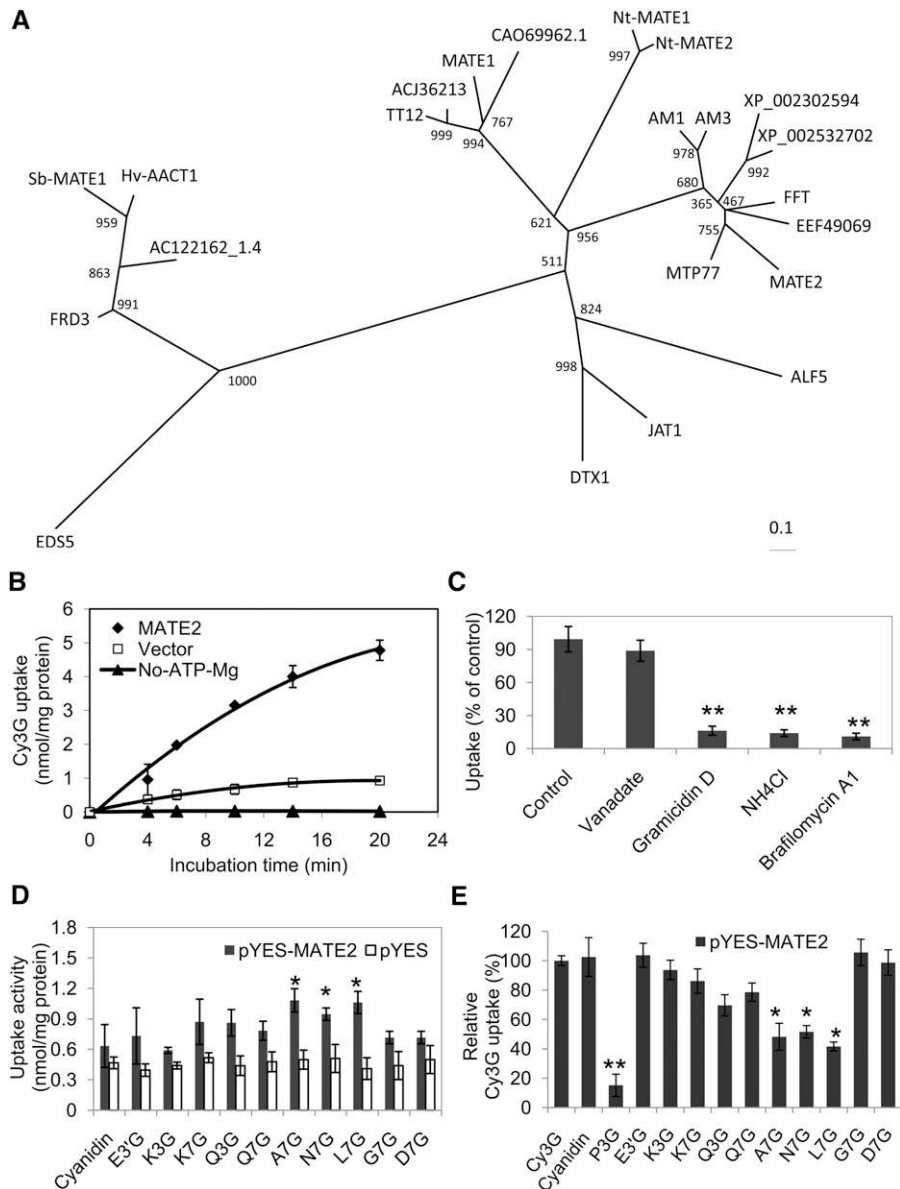 A
Nt-MATE1
CAO69962.1
Nt-MATE2
997
MATE1
ACJ36213
XP_002302594
TT12
767
AM1 AM3
999
994
XP_002532702
978
992
Sb-MATE1
Hv-AACT1
680
FFT
365 467
959
621
EEF49069
956
755
AC122162_1.4
MTP77
MATE2
863
511
991
824
FRD3
998
ALF5
1000
JAT1
DTX1
0.1
EDS5
B
Cy3G uptake
(nmol/mg protein)
6
5
4
3
2
1
0
MATE2
Vector
No-ATP-Mg
0 4 8 12 16 20 24
Incubation time (min)
C
Uptake (% of control)
120
90
60
30
0
**
**
**
Control
Vanadate
Gramicidin D
NH4Cl
Brafilomycin A1
D
Uptake activity
(nmol/mg protein)
1.8
1.5
1.2
0.9
0.6
0.3
0
pYES-MATE2 pYES
*
*
*
Cyanidin
E3'G
K3G
K7G
Q3G
Q7G
A7G
N7G
L7G
G7G
D7G
E
Relative
Cy3G uptake (%)
120
100
80
60
40
20
0
pYES-MATE2
**
*
*
*
Cy3G
Cyanidin
P3G
E3'G
K3G
K7G
Q3G
Q7G
A7G
N7G
L7G
G7G
D7G